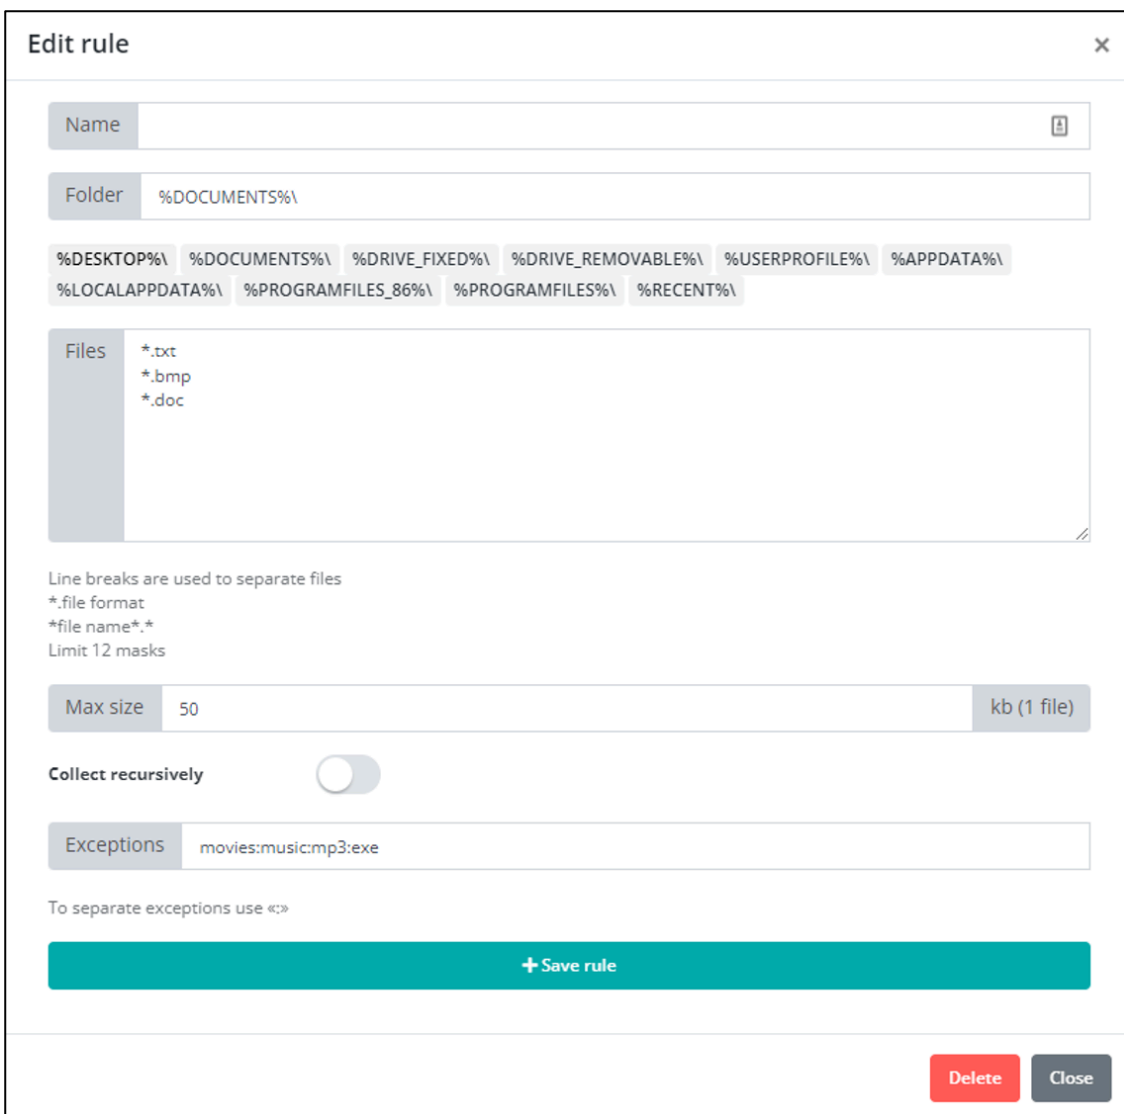 Edit rule ×
Name
Folder %DOCUMENTS%\
%DESKTOP%\ %DOCUMENTS%\ %DRIVE_FIXED%\ %DRIVE_REMOVABLE%\ %USERPROFILE%\ %APPDATA%\
%LOCALAPPDATA%\ %PROGRAMFILES_86%\ %PROGRAMFILES%\ %RECENT%\
Files *.txt
*.bmp
*.doc
Line breaks are used to separate files
*.file format
*file name*.*
Limit 12 masks
Max size 50 kb (1 file)
Collect recursively
Exceptions movies:music:mp3:exe
To separate exceptions use «:»
+ Save rule
Delete Close